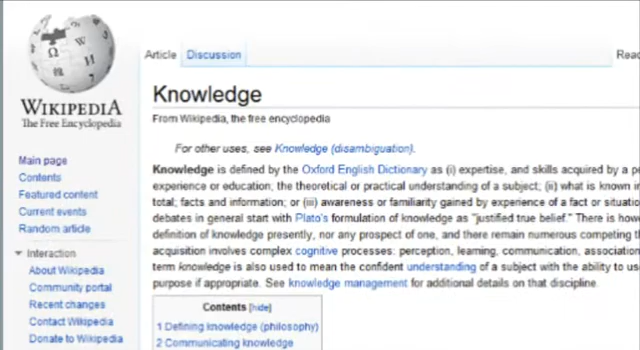 WIKIPEDIA
The Free Encyclopedia
Main page
Contents
Featured content
Current events
Random article
Interaction
About Wikipedia
Community portal
Recent changes
Contact Wikipedia
Donate to Wikipedia
Article Discussion
Knowledge
From Wikipedia, the free encyclopedia
For other uses, see Knowledge (disambiguation).
Knowledge is defined by the Oxford English Dictionary as (i) expertise, and skills acquired by a
experience or education; the theoretical or practical understanding of a subject; (ii) what is known
total; facts and information; or (iii) awareness or familiarity gained by experience of a fact or
debates in general start with Plato's formulation of knowledge as "justified true belief." There is
definition of knowledge presently, nor any prospect of one, and there remain numerous competing
acquisition involves complex cognitive processes: perception, learning, communication, association
term knowledge is also used to mean the confident understanding of a subject with the ability to
purpose if appropriate. See knowledge management for additional details on that discipline.
Contents [hide]
1 Defining knowledge (philosophy)
2 Communicating knowledge